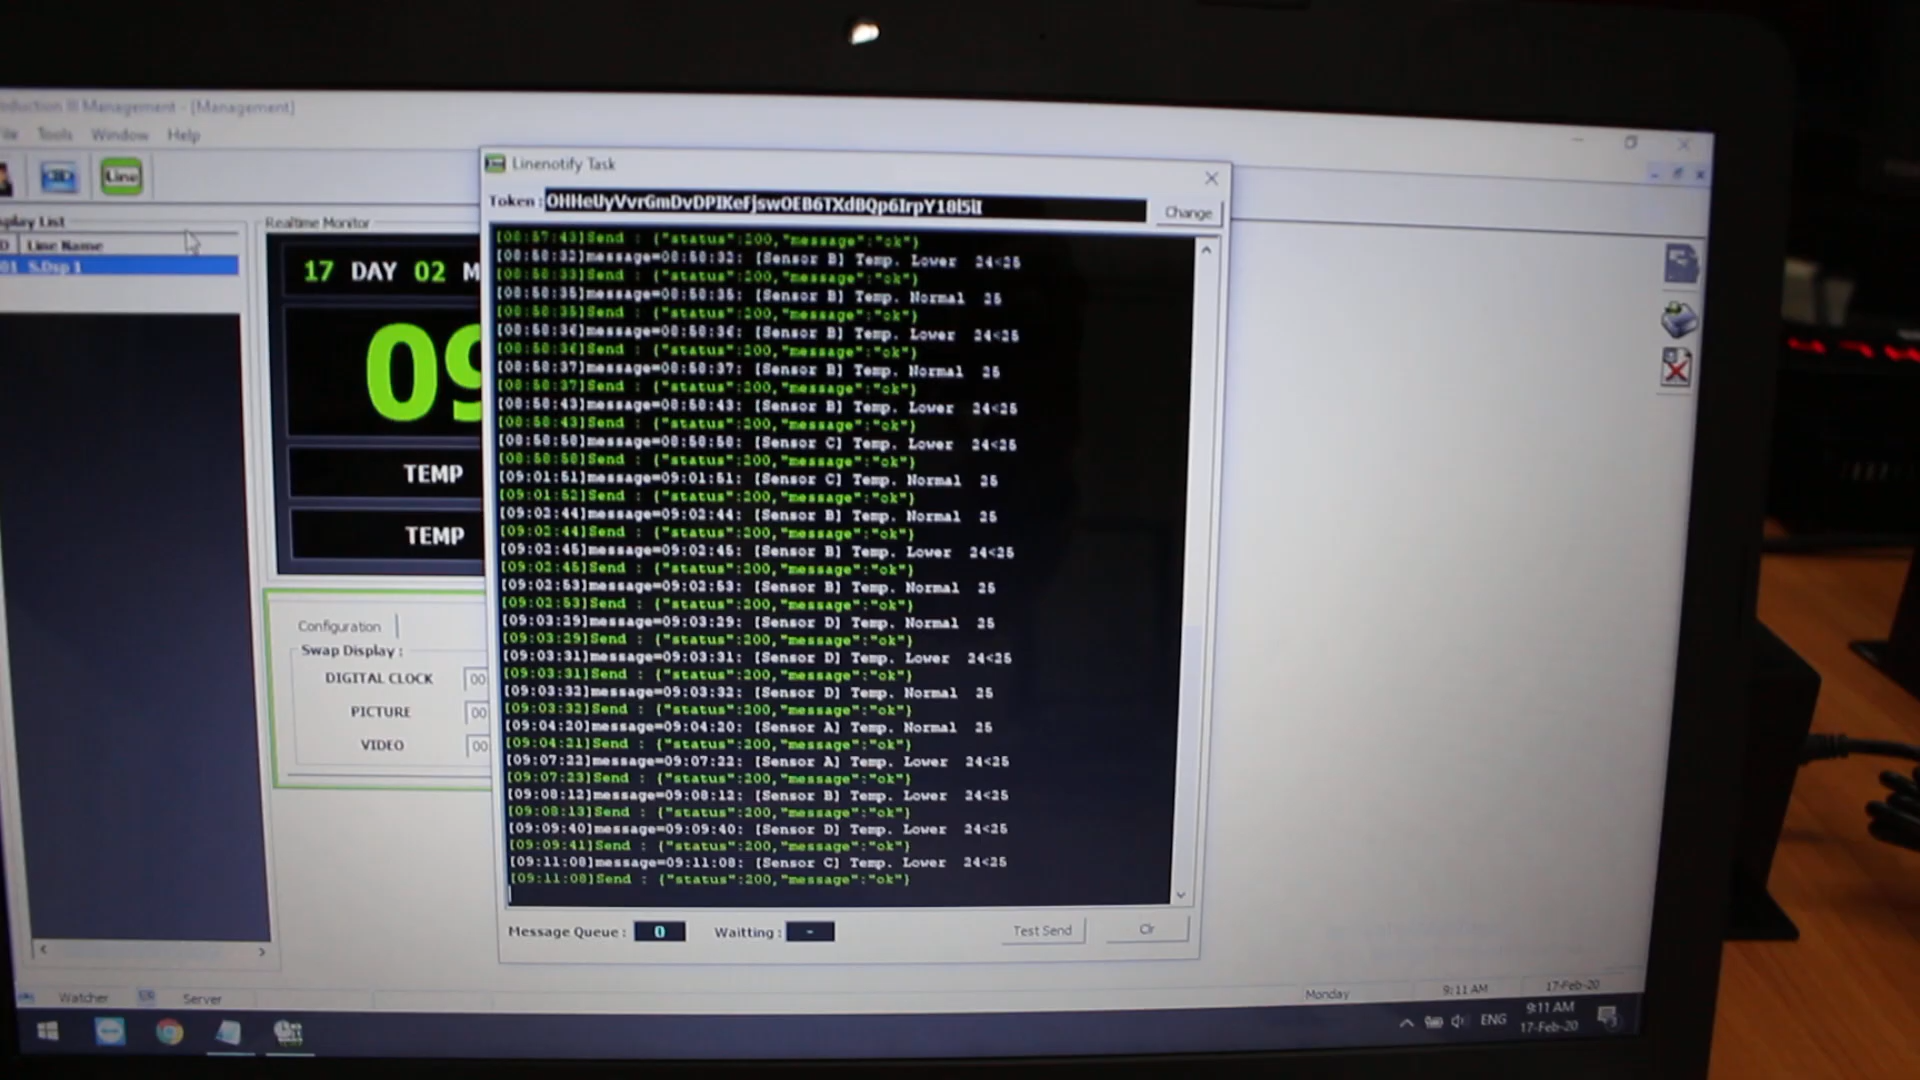 oduction III Management - [Management]
File Tools Window Help
Line
play List
Line Name
01 S.Dsp 1
Realtime Monitor
17 DAY 02 M
09
TEMP
TEMP
Configuration
Swap Display :
DIGITAL CLOCK 00
PICTURE 00
VIDEO 00
Linenotify Task
Token : Change
[08:57:43]Send : {"status":200,"message":"ok"}
[08:58:32]message=08:58:32: [Sensor B] Temp. Lower 24<25
[08:58:33]Send : {"status":200,"message":"ok"}
[08:58:35]message=08:58:35: [Sensor B] Temp. Normal 25
[08:58:35]Send : {"status":200,"message":"ok"}
[08:58:36]message=08:58:36: [Sensor B] Temp. Lower 24<25
[08:58:36]Send : {"status":200,"message":"ok"}
[08:58:37]message=08:58:37: [Sensor B] Temp. Normal 25
[08:58:37]Send : {"status":200,"message":"ok"}
[08:58:43]message=08:58:43: [Sensor B] Temp. Lower 24<25
[08:58:43]Send : {"status":200,"message":"ok"}
[08:58:58]message=08:58:58: [Sensor C] Temp. Lower 24<25
[08:58:58]Send : {"status":200,"message":"ok"}
[09:01:51]message=09:01:51: [Sensor C] Temp. Normal 25
[09:01:52]Send : {"status":200,"message":"ok"}
[09:02:44]message=09:02:44: [Sensor B] Temp. Normal 25
[09:02:44]Send : {"status":200,"message":"ok"}
[09:02:45]message=09:02:45: [Sensor B] Temp. Lower 24<25
[09:02:45]Send : {"status":200,"message":"ok"}
[09:02:53]message=09:02:53: [Sensor B] Temp. Normal 25
[09:02:53]Send : {"status":200,"message":"ok"}
[09:03:29]message=09:03:29: [Sensor D] Temp. Normal 25
[09:03:29]Send : {"status":200,"message":"ok"}
[09:03:31]message=09:03:31: [Sensor D] Temp. Lower 24<25
[09:03:31]Send : {"status":200,"message":"ok"}
[09:03:32]message=09:03:32: [Sensor D] Temp. Normal 25
[09:03:32]Send : {"status":200,"message":"ok"}
[09:04:20]message=09:04:20: [Sensor A] Temp. Normal 25
[09:04:21]Send : {"status":200,"message":"ok"}
[09:07:22]message=09:07:22: [Sensor A] Temp. Lower 24<25
[09:07:23]Send : {"status":200,"message":"ok"}
[09:08:12]message=09:08:12: [Sensor B] Temp. Lower 24<25
[09:08:13]Send : {"status":200,"message":"ok"}
[09:09:40]message=09:09:40: [Sensor D] Temp. Lower 24<25
[09:09:41]Send : {"status":200,"message":"ok"}
[09:11:08]message=09:11:08: [Sensor C] Temp. Lower 24<25
[09:11:08]Send : {"status":200,"message":"ok"}
Message Queue : 0 Waitting : - Test Send Clr
Watcher Server Monday 9:11 AM 17-Feb-20
ENG 9:11 AM
17-Feb-20